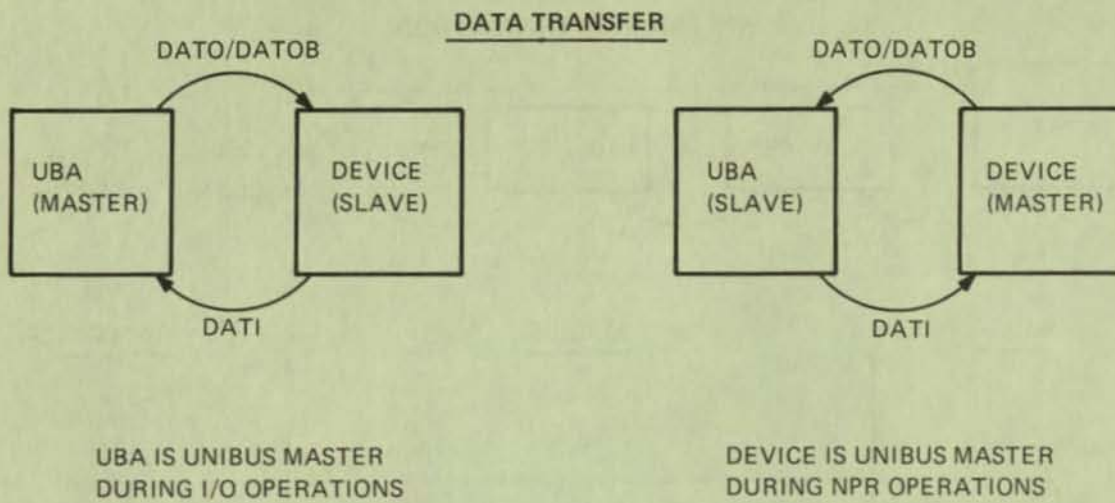 DATA TRANSFER
DATO/DATOB
UBA
(MASTER)
DEVICE
(SLAVE)
DATI
UBA IS UNIBUS MASTER
DURING I/O OPERATIONS
DATO/DATOB
UBA
(SLAVE)
DEVICE
(MASTER)
DATI
DEVICE IS UNIBUS MASTER
DURING NPR OPERATIONS